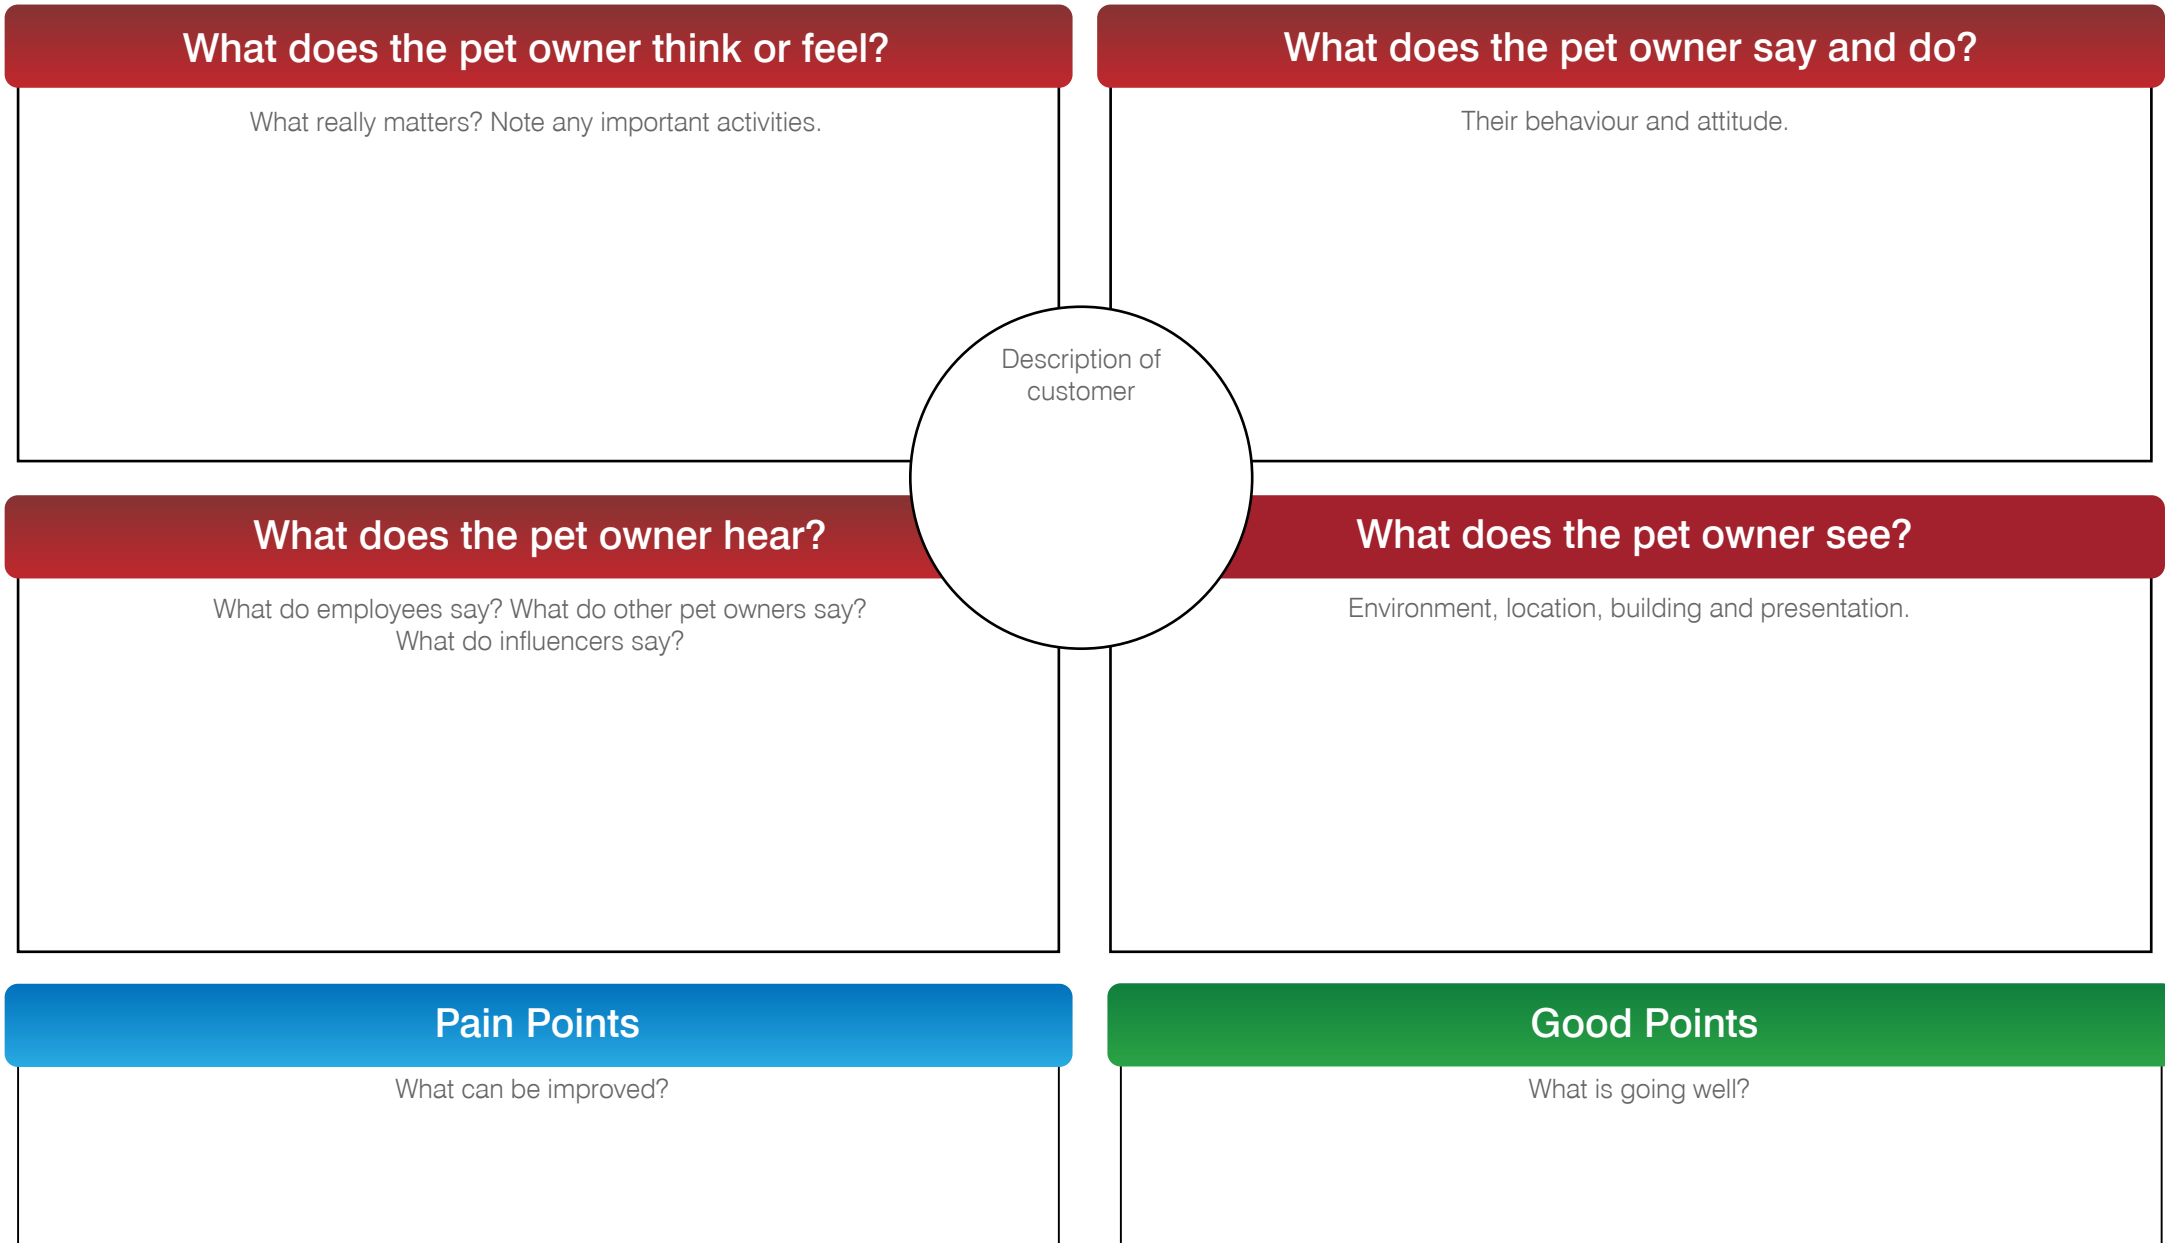 What does the pet owner think or feel?
What really matters? Note any important activities.
What does the pet owner say and do?
Their behaviour and attitude.
Description of
customer
What does the pet owner hear?
What do employees say? What do other pet owners say?
What do influencers say?
What does the pet owner see?
Environment, location, building and presentation.
Pain Points
What can be improved?
Good Points
What is going well?